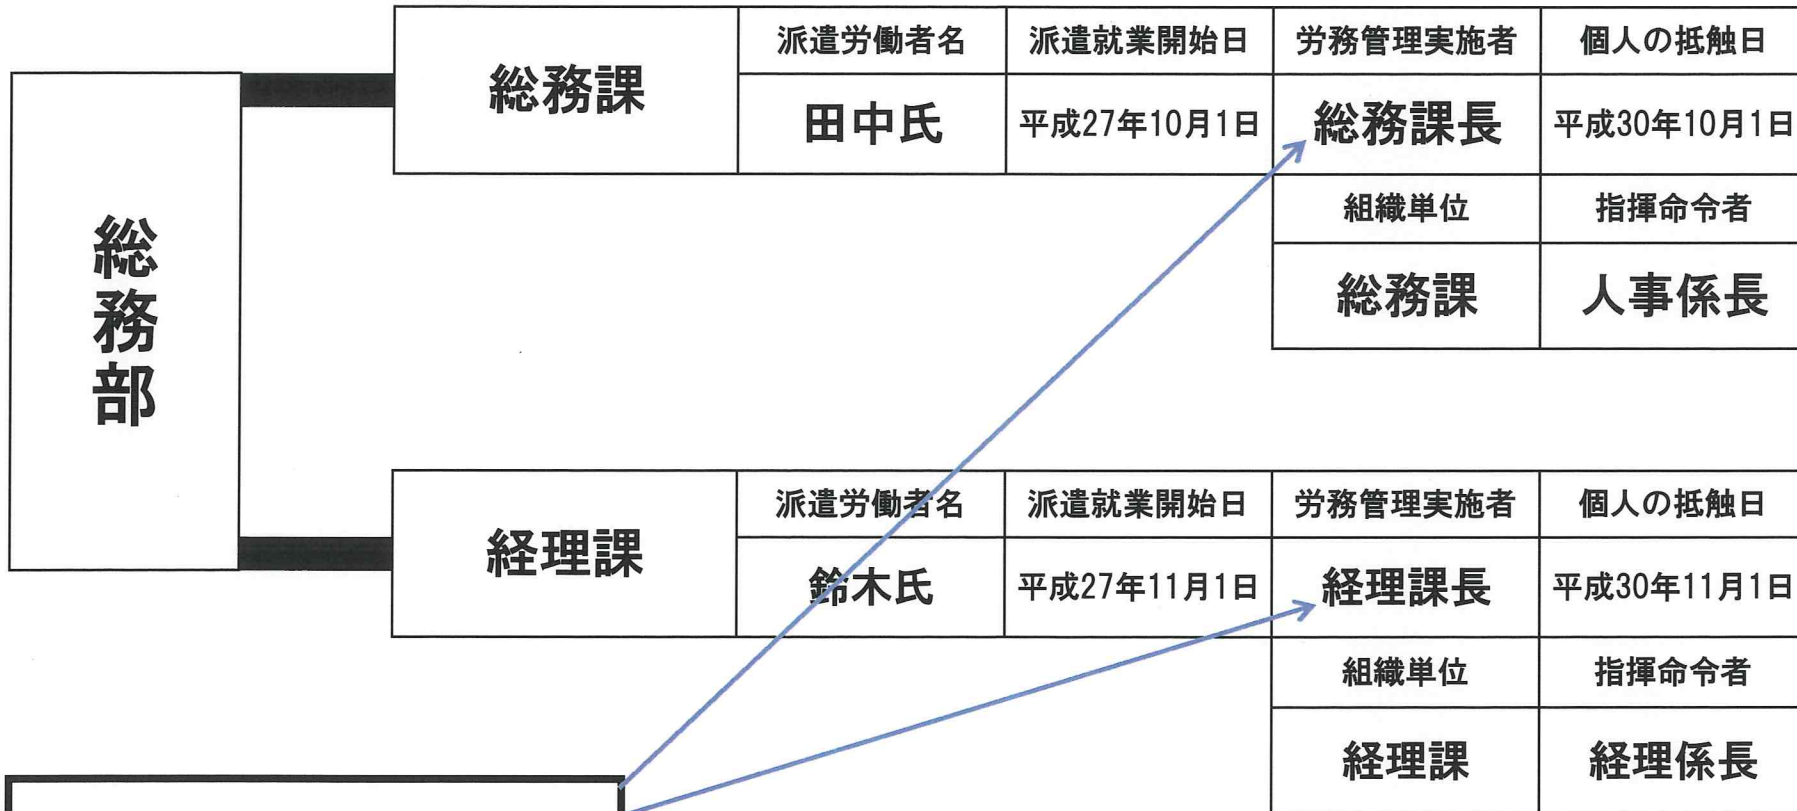 総務部
総務課
派遣労働者名 派遣就業開始日 労務管理実施者 個人の抵触日
田中氏 平成27年10月1日 総務課長 平成30年10月1日
組織単位 指揮命令者
総務課 人事係長
経理課
派遣労働者名 派遣就業開始日 労務管理実施者 個人の抵触日
鈴木氏 平成27年11月1日 経理課長 平成30年11月1日
組織単位 指揮命令者
経理課 経理係長